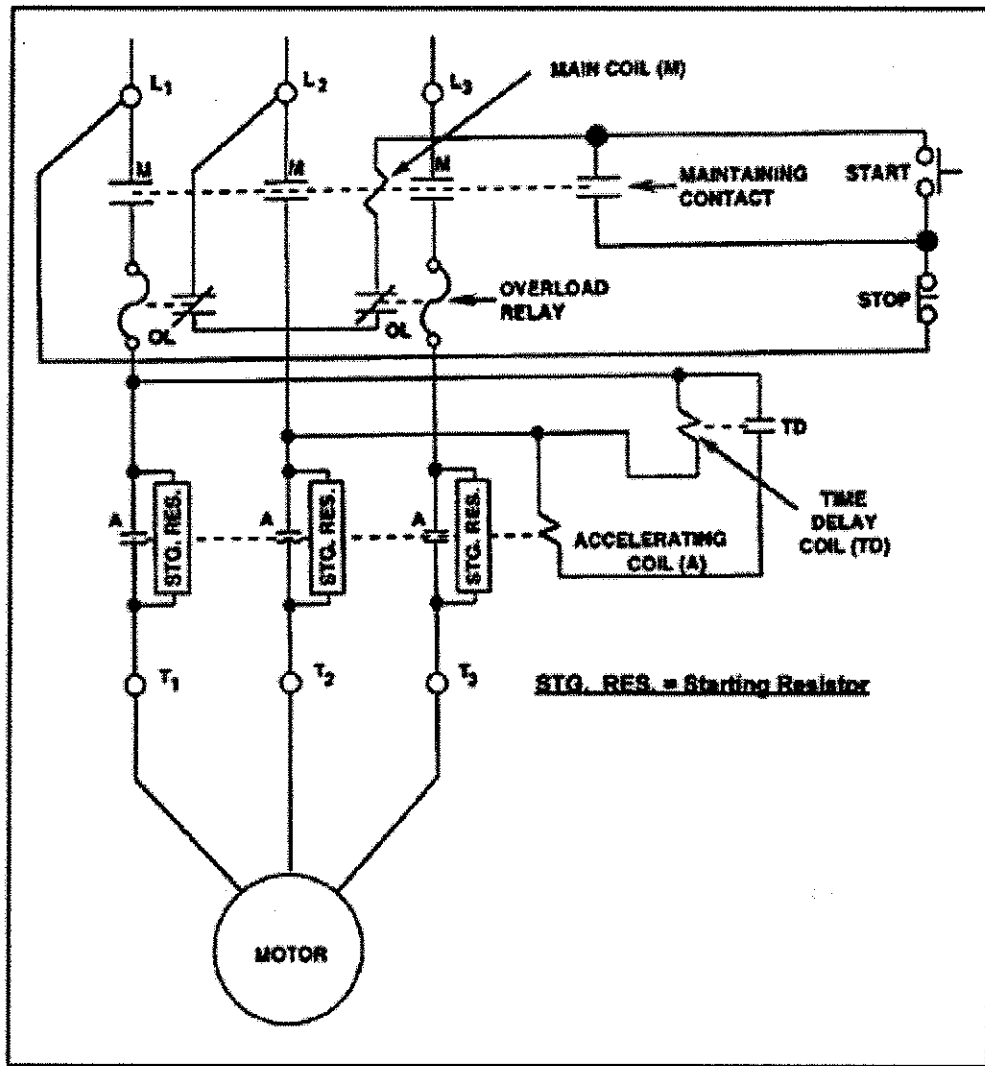 L1
L2
L3
MAIN COIL (M)
M
M
M
MAINTAINING
CONTACT
START
STOP
OL
OL
OVERLOAD
RELAY
TD
TIME
DELAY
COIL (TD)
A
A
A
STG. RES.
STG. RES.
STG. RES.
ACCELERATING
COIL (A)
T1
T2
T3
STG. RES. = Starting Resistor
MOTOR